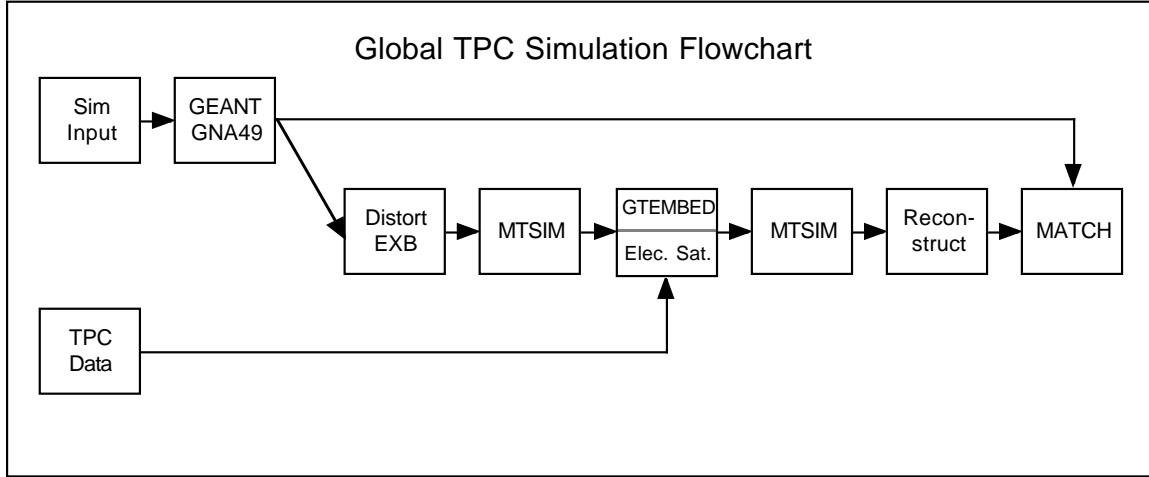 Global TPC Simulation Flowchart
Sim
Input
GEANT
GNA49
Distort
EXB
MTSIM
GTEMBED
Elec. Sat.
MTSIM
Recon-
struct
MATCH
TPC
Data